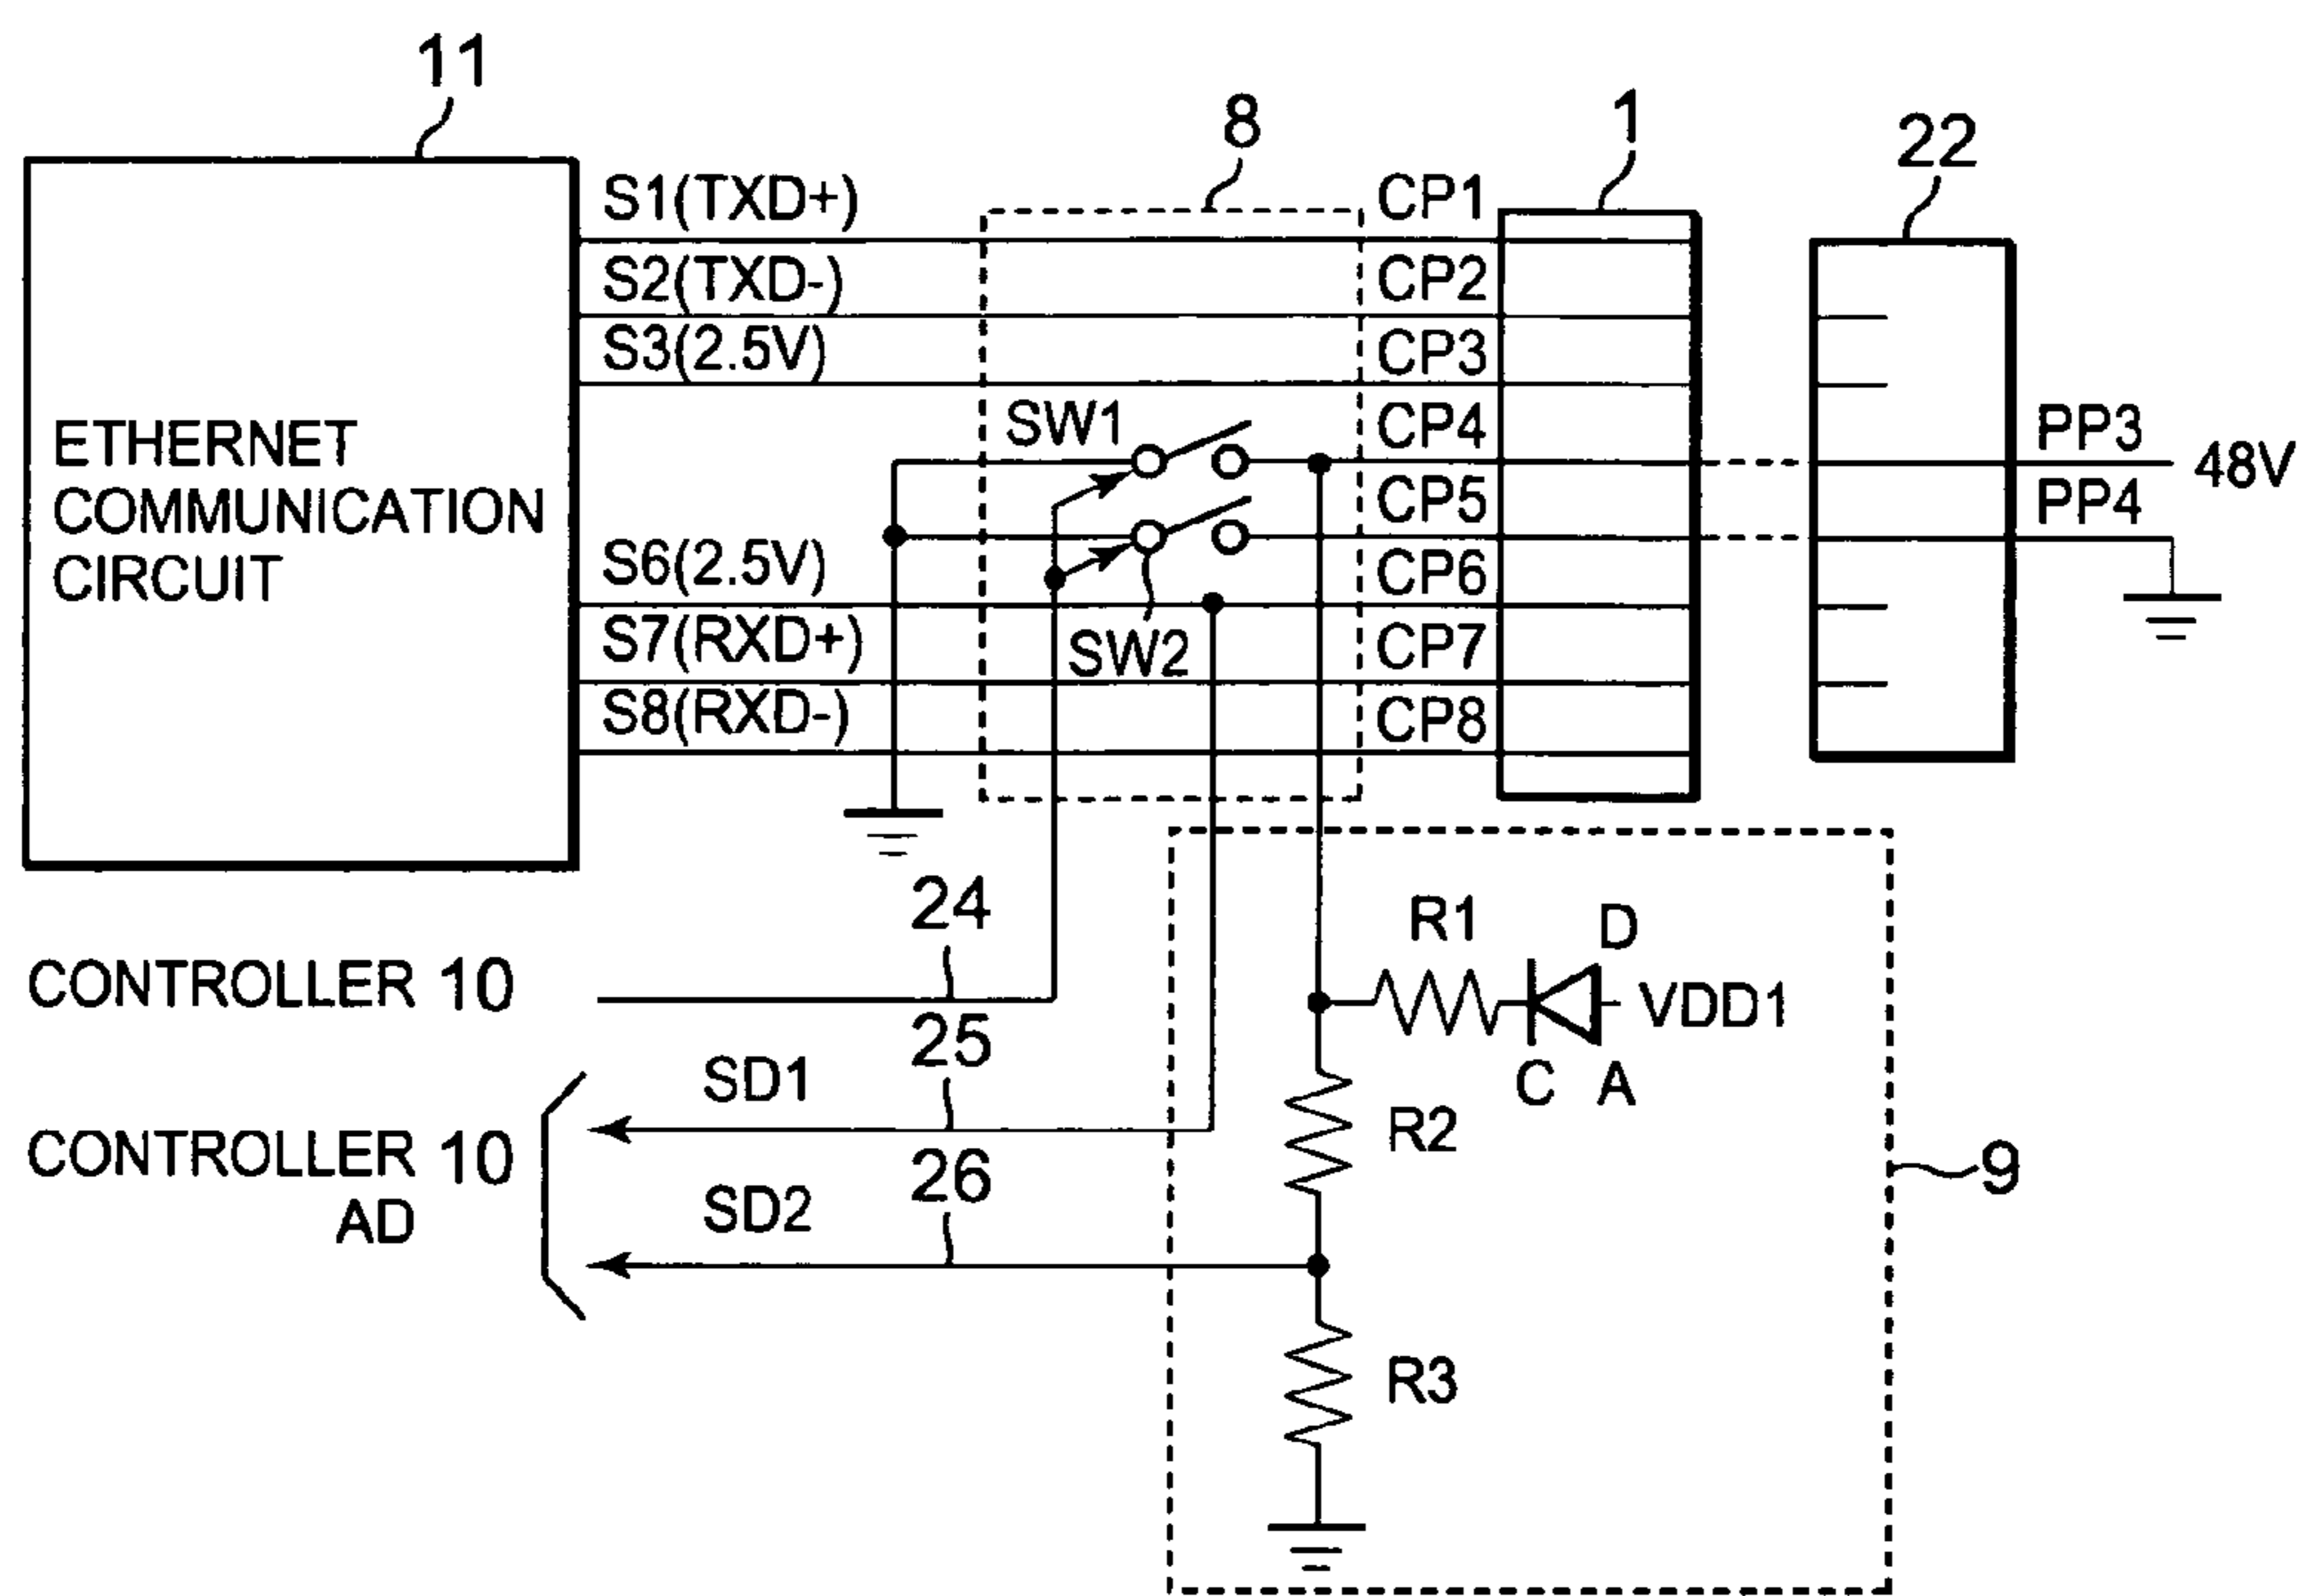 11
8
1
22
S1(TXD+)
CP1
S2(TXD-)
CP2
S3(2.5V)
CP3
SW1
CP4
PP3
48V
ETHERNET
COMMUNICATION
CIRCUIT
CP5
PP4
S6(2.5V)
CP6
S7(RXD+)
SW2
CP7
S8(RXD-)
CP8
24
R1
D
CONTROLLER 10
VDD1
25
SD1
C
A
CONTROLLER 10
AD
R2
26
9
SD2
R3